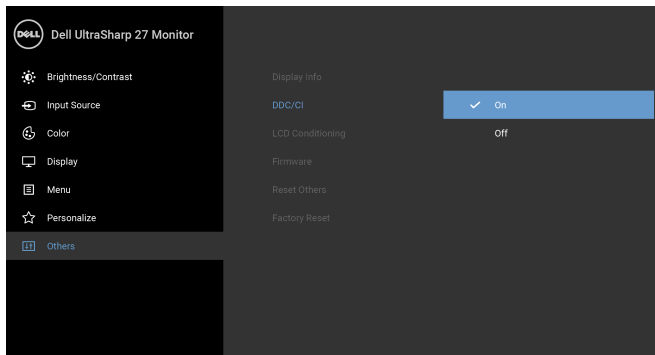 DELL Dell UltraSharp 27 Monitor
Brightness/Contrast
Display Info
Input Source
DDC/CI
On
Color
LCD Conditioning
Off
Display
Firmware
Menu
Reset Others
Personalize
Factory Reset
Others